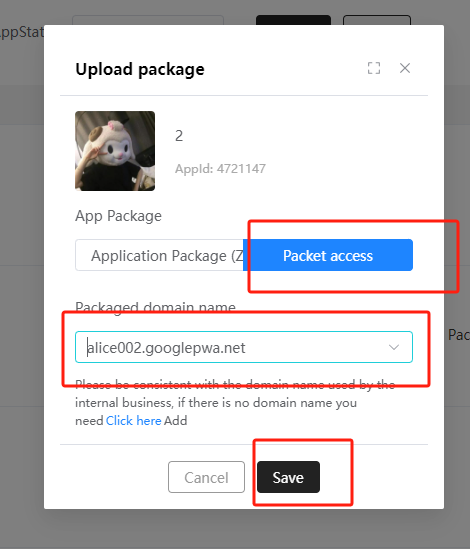 AppStat
Upload package
2
AppId: 4721147
App Package
Application Package (Z
Packet access
Packaged domain name
alice002.googlepwa.net
Pac
Please be consistent with the domain name used by the
internal business, if there is no domain name you
need Click here Add
Cancel
Save